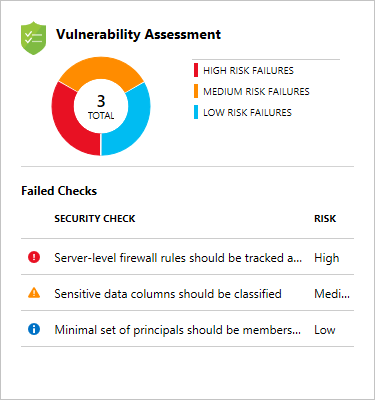 Vulnerability Assessment
3
TOTAL
HIGH RISK FAILURES
MEDIUM RISK FAILURES
LOW RISK FAILURES
Failed Checks
SECURITY CHECK RISK
Server-level firewall rules should be tracked a... High
Sensitive data columns should be classified Medi...
Minimal set of principals should be members... Low